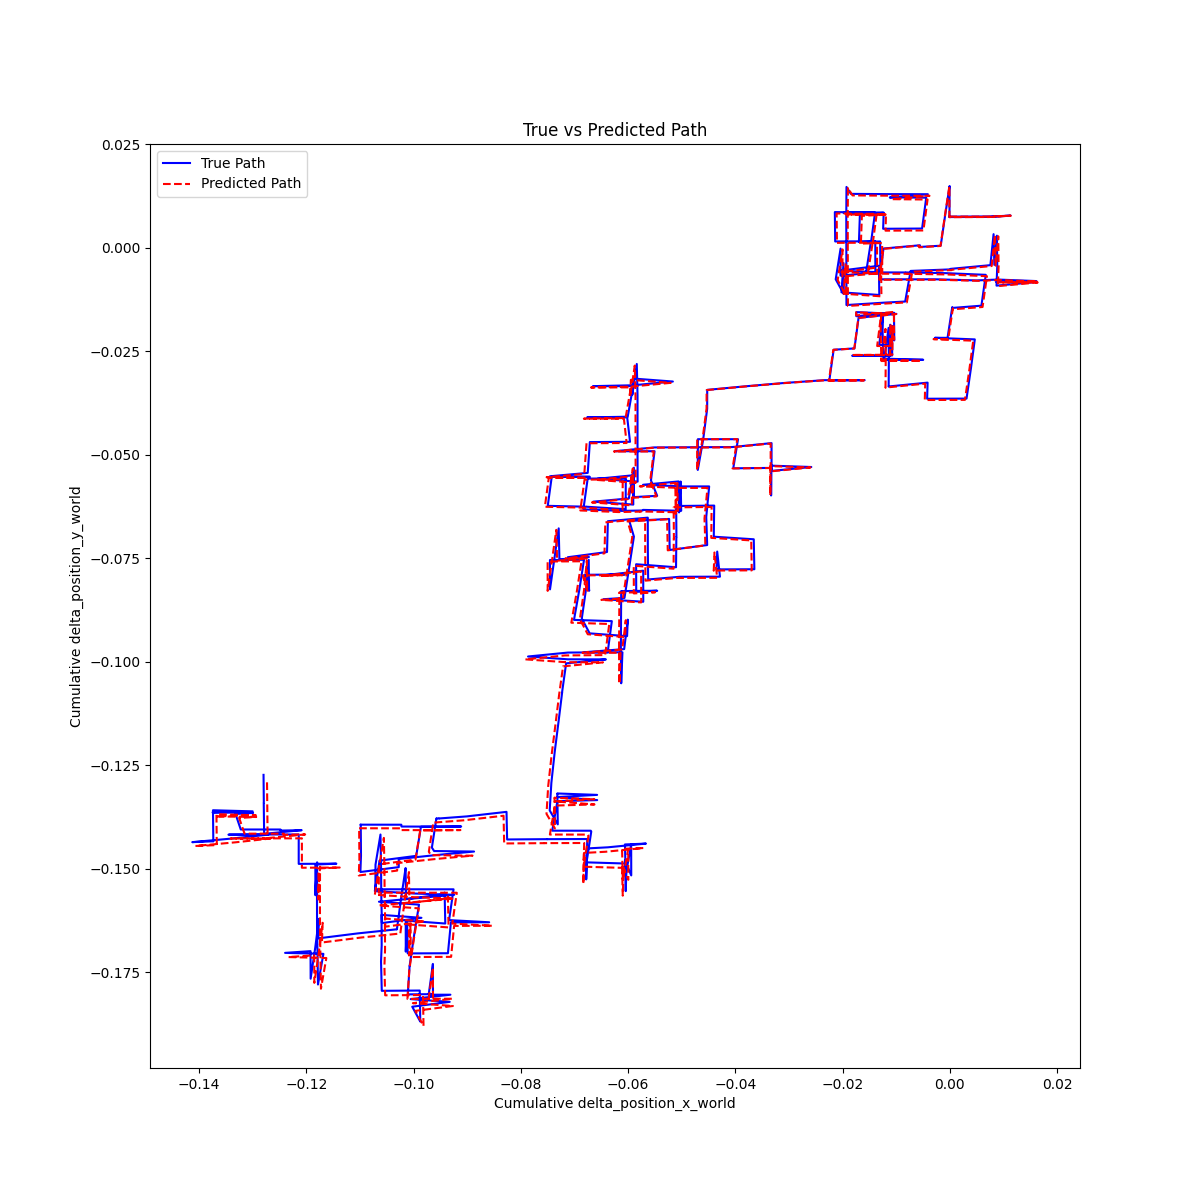 True vs Predicted Path
True Path
Predicted Path
0.025
0.000
−0.025
−0.050
−0.075
−0.100
−0.125
−0.150
−0.175
Cumulative delta_position_y_world
−0.14 −0.12 −0.10 −0.08 −0.06 −0.04 −0.02 0.00 0.02
Cumulative delta_position_x_world